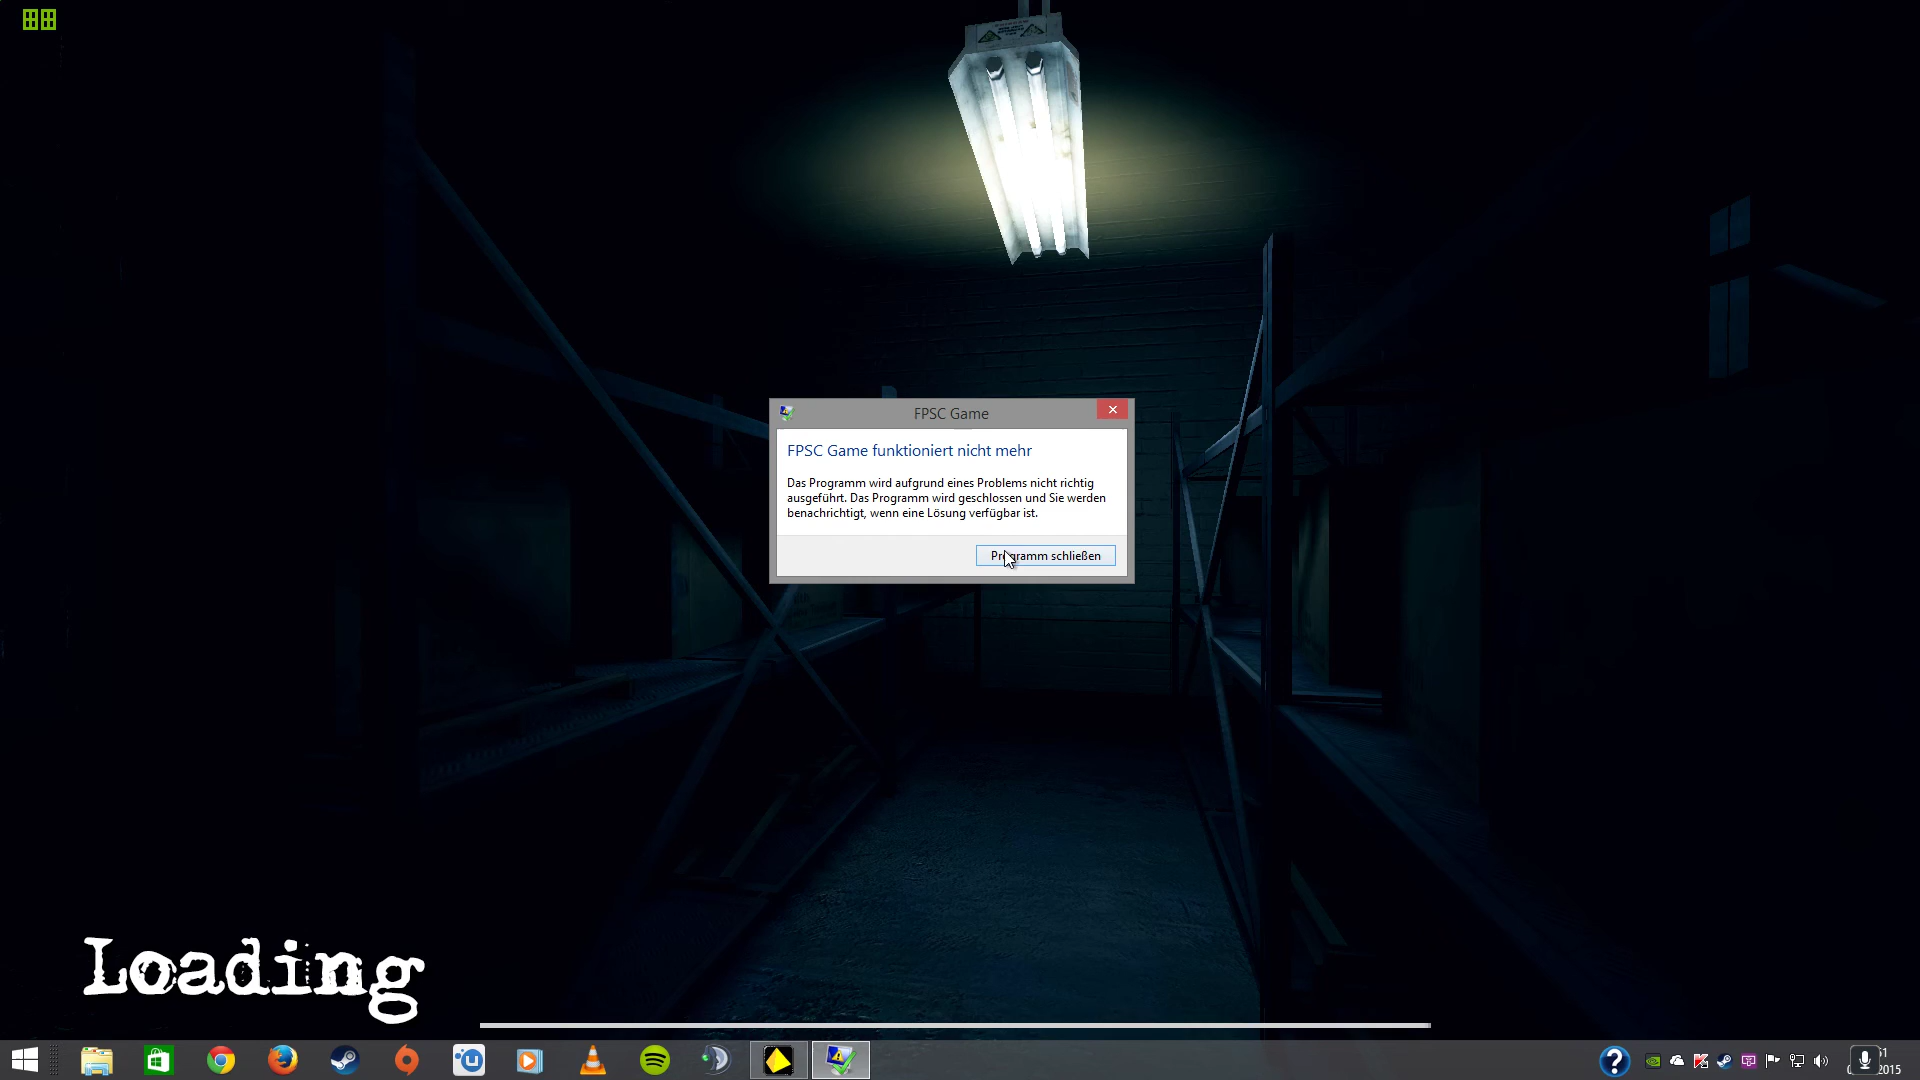 FPSC Game
FPSC Game funktioniert nicht mehr
Das Programm wird aufgrund eines Problems nicht richtig
ausgeführt. Das Programm wird geschlossen und Sie werden
benachrichtigt, wenn eine Lösung verfügbar ist.
Programm schließen
Loading
2015